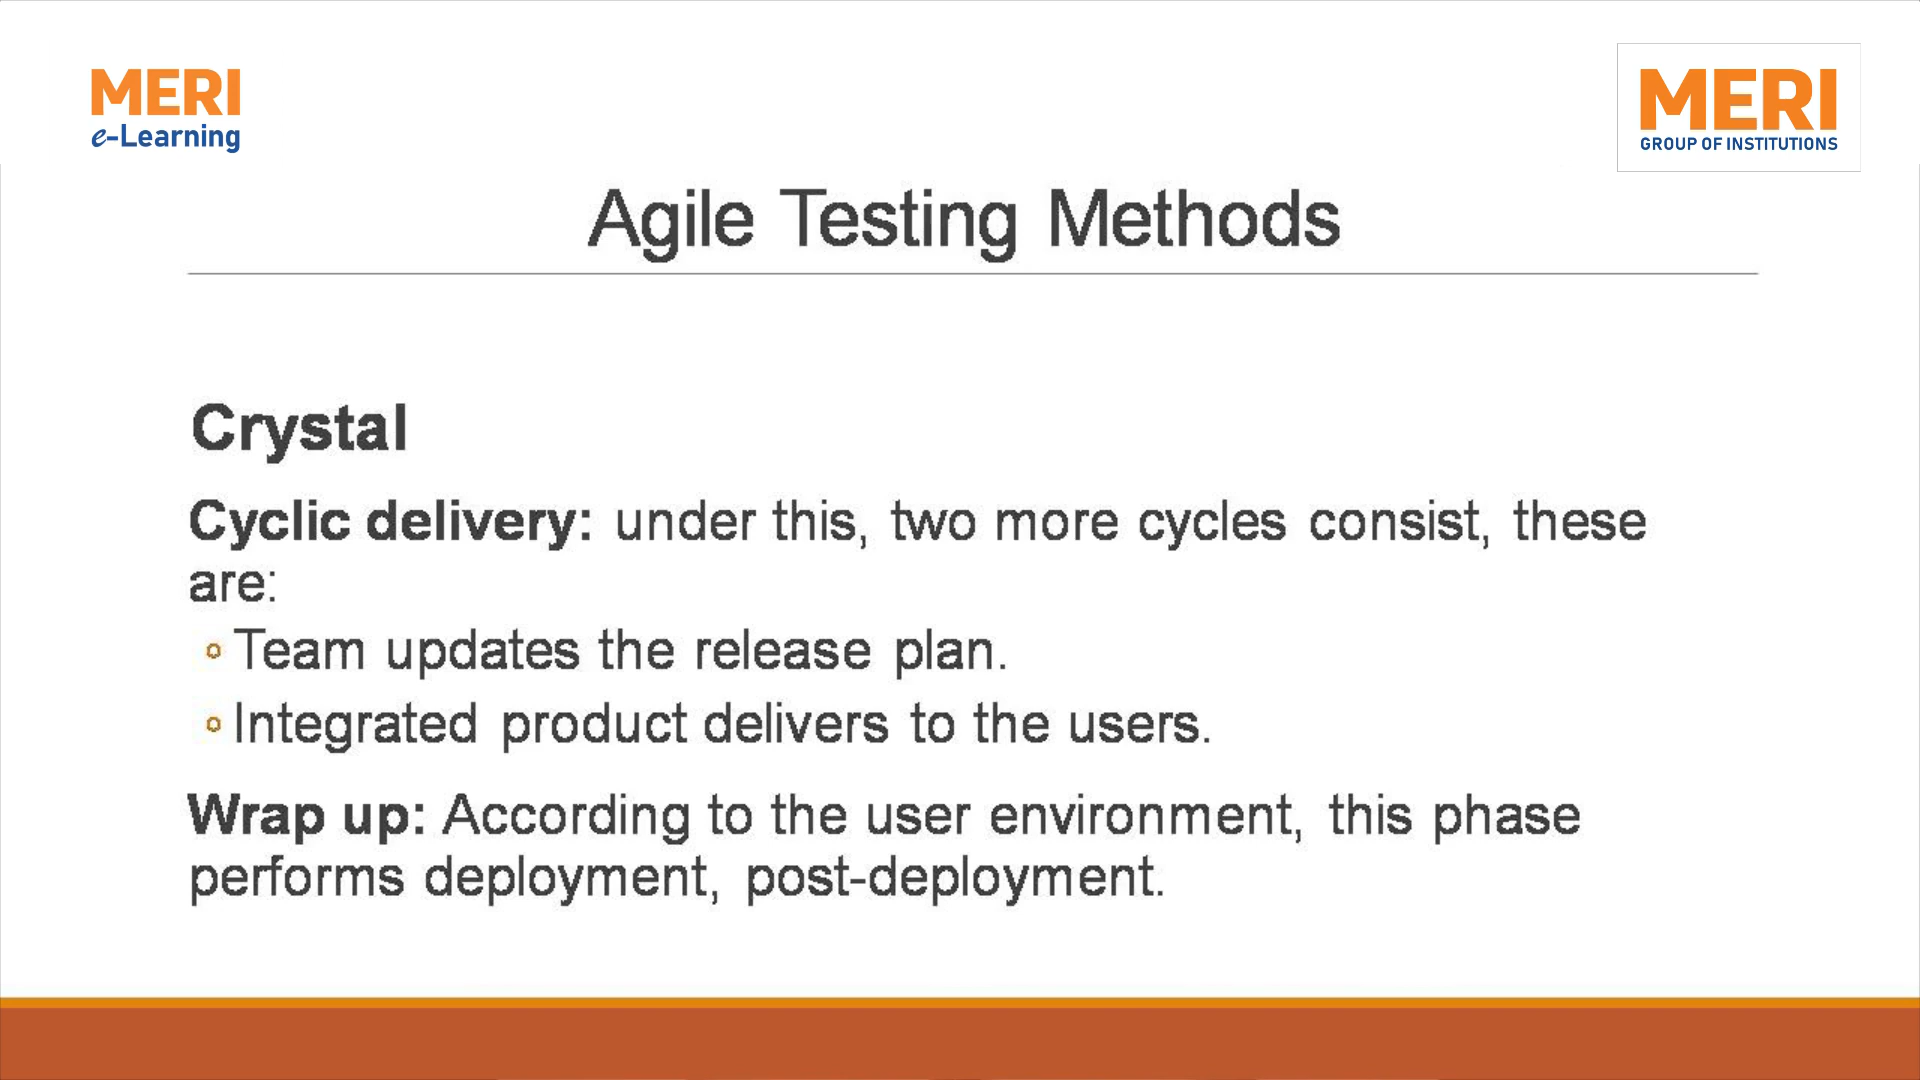 MERI
e-Learning
MERI
GROUP OF INSTITUTIONS
Agile Testing Methods
Crystal
Cyclic delivery: under this, two more cycles consist, these
are:
Team updates the release plan.
Integrated product delivers to the users.
Wrap up: According to the user environment, this phase
performs deployment, post-deployment.